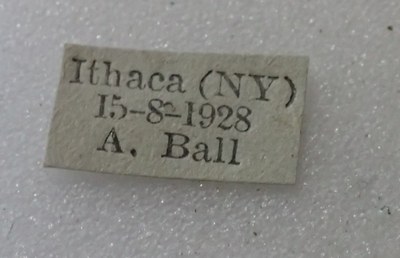 Ithaca (NY)
15-8-1928
A. Ball